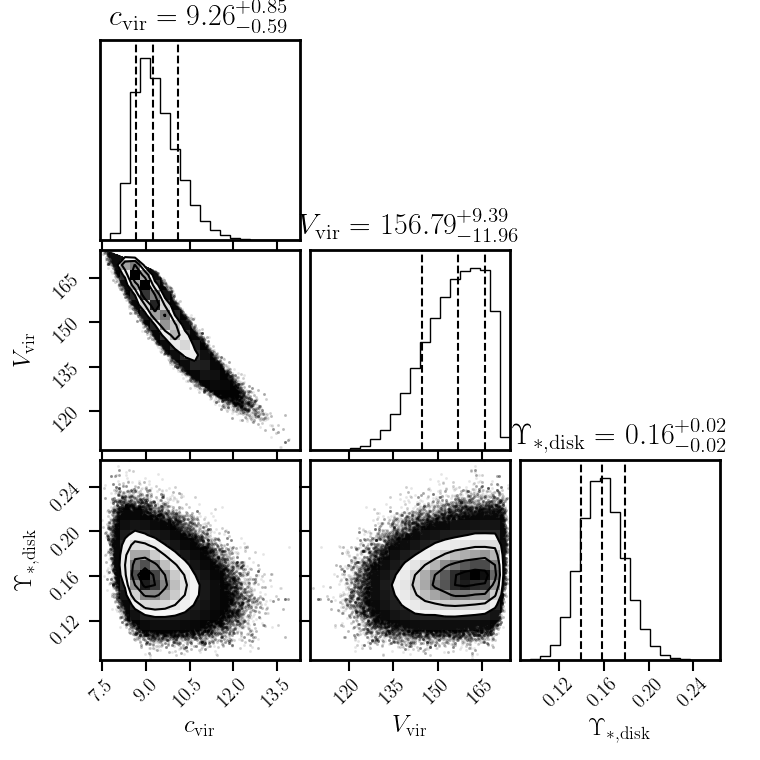 c_vir = 9.26^{+0.85}_{-0.59}
V_vir = 156.79^{+9.39}_{-11.96}
165
150
135
120
V_vir
Υ_{*,disk} = 0.16^{+0.02}_{-0.02}
0.24
0.20
0.16
0.12
Υ_{*,disk}
7.5 9.0 10.5 12.0 13.5
120 135 150 165
0.12 0.16 0.20 0.24
c_vir
V_vir
Υ_{*,disk}